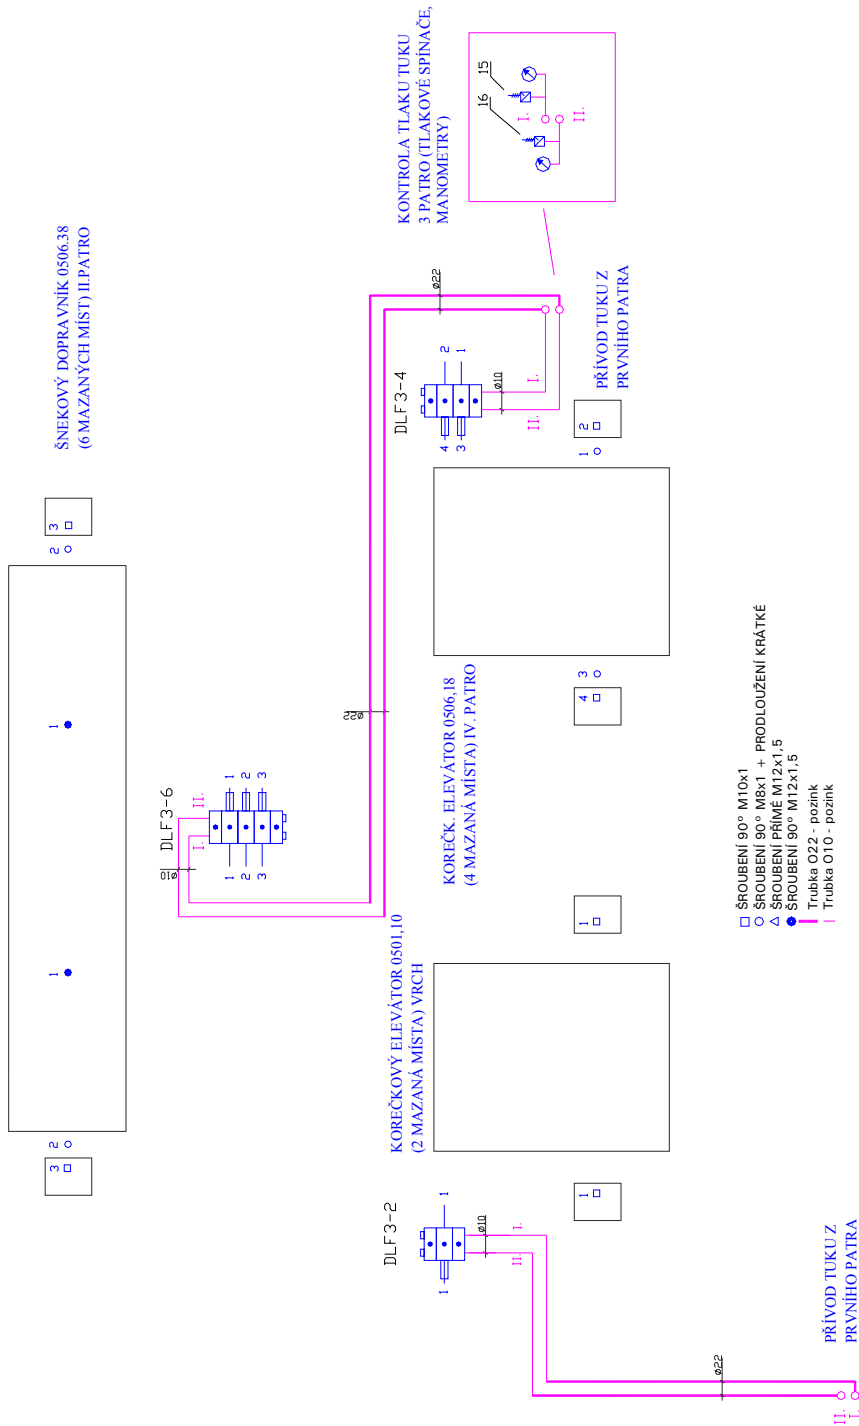 ŠNEKOVÝ DOPRAVNÍK 0506.38
(6 MAZANÝCH MÍST) II.PATRO
3
2
1
1
2
3
KONTROLA TLAKU TUKU
3 PATRO (TLAKOVÉ SPÍNAČE,
MANOMETRY)
15
16
I.
II.
DLF3-6
I.
II.
ø10
1
2
3
1
2
3
ø22
ø22
DLF3-4
4
3
2
1
ø10
II.
I.
PŘÍVOD TUKU Z
PRVNÍHO PATRA
KOREČK. ELEVÁTOR 0506,18
(4 MAZANÁ MÍSTA) IV. PATRO
4
3
1
2
KOREČKOVÝ ELEVÁTOR 0501,10
(2 MAZANÁ MÍSTA) VRCH
1
1
DLF3-2
1
1
ø10
II.
I.
ø22
II.
I.
PŘÍVOD TUKU Z
PRVNÍHO PATRA
ŠROUBENÍ 90° M10x1
ŠROUBENÍ 90° M8x1 + PRODLOUŽENÍ KRÁTKÉ
ŠROUBENÍ PŘÍMÉ M12x1,5
ŠROUBENÍ 90° M12x1,5
Trubka O22 - pozink
Trubka O10 - pozink